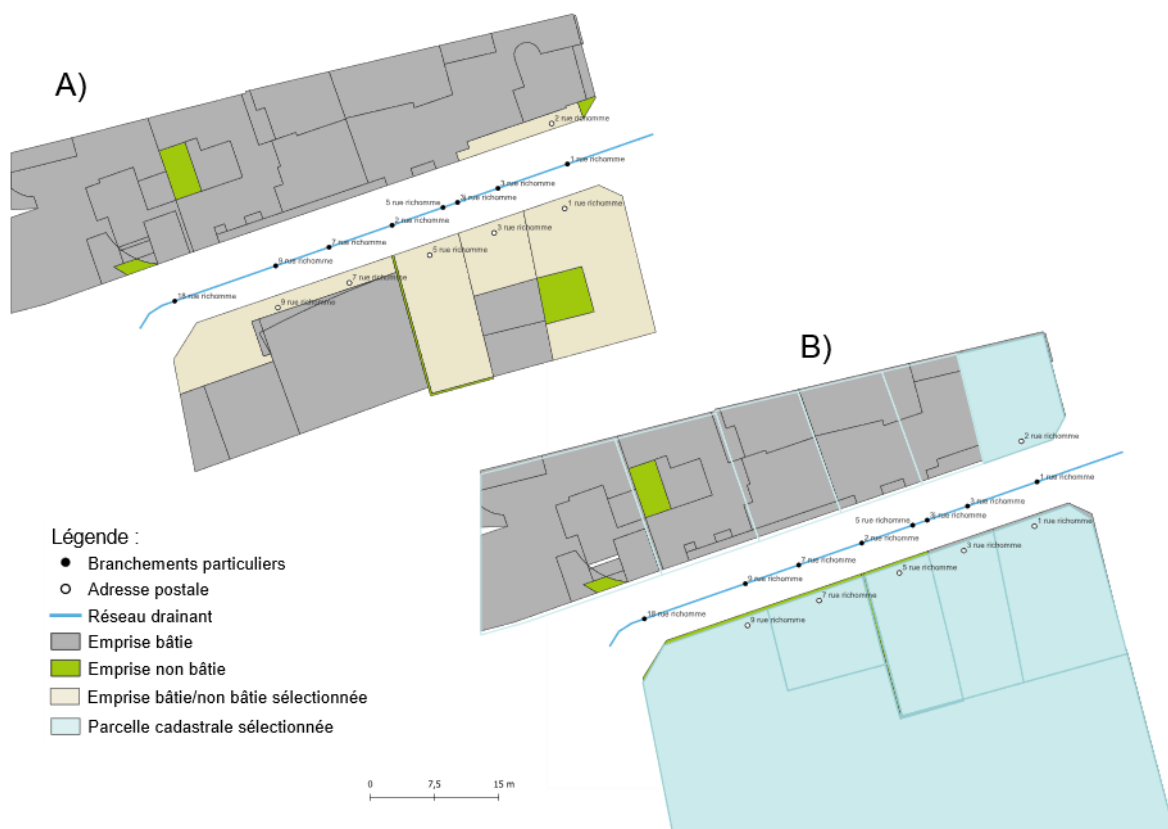 A)
2 rue richomme
1 rue richomme
3 rue richomme
3( rue richomme
5 rue richomme
2 rue richomme
7 rue richomme
9 rue richomme
18 rue richomme
1 rue richomme
3 rue richomme
5 rue richomme
7 rue richomme
9 rue richomme
B)
2 rue richomme
1 rue richomme
3 rue richomme
rue richomme
5 rue richomme
2 rue richomme
7 rue richomme
9 rue richomme
18 rue richomme
1 rue richomme
3 rue richomme
5 rue richomme
7 rue richomme
9 rue richomme
Légende :
Branchements particuliers
Adresse postale
Réseau drainant
Emprise bâtie
Emprise non bâtie
Emprise bâtie/non bâtie sélectionnée
Parcelle cadastrale sélectionnée
0 7,5 15 m